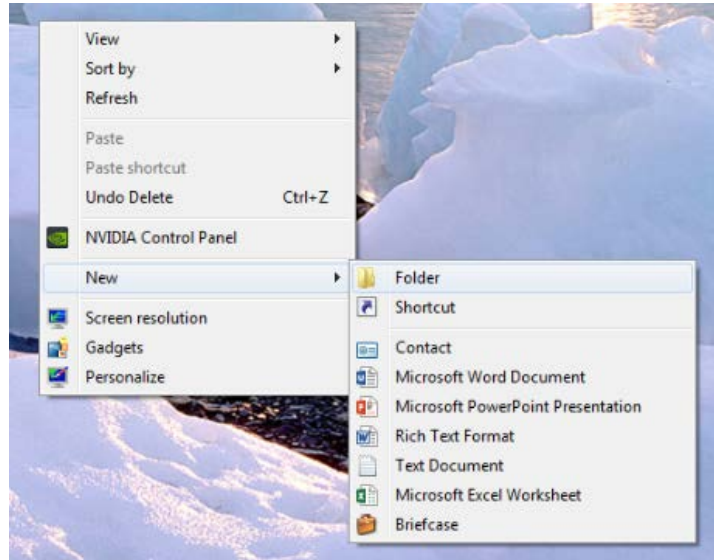 View
Sort by
Refresh
Paste
Paste shortcut
Undo Delete Ctrl+Z
NVIDIA Control Panel
New
Screen resolution
Gadgets
Personalize
Folder
Shortcut
Contact
Microsoft Word Document
Microsoft PowerPoint Presentation
Rich Text Format
Text Document
Microsoft Excel Worksheet
Briefcase